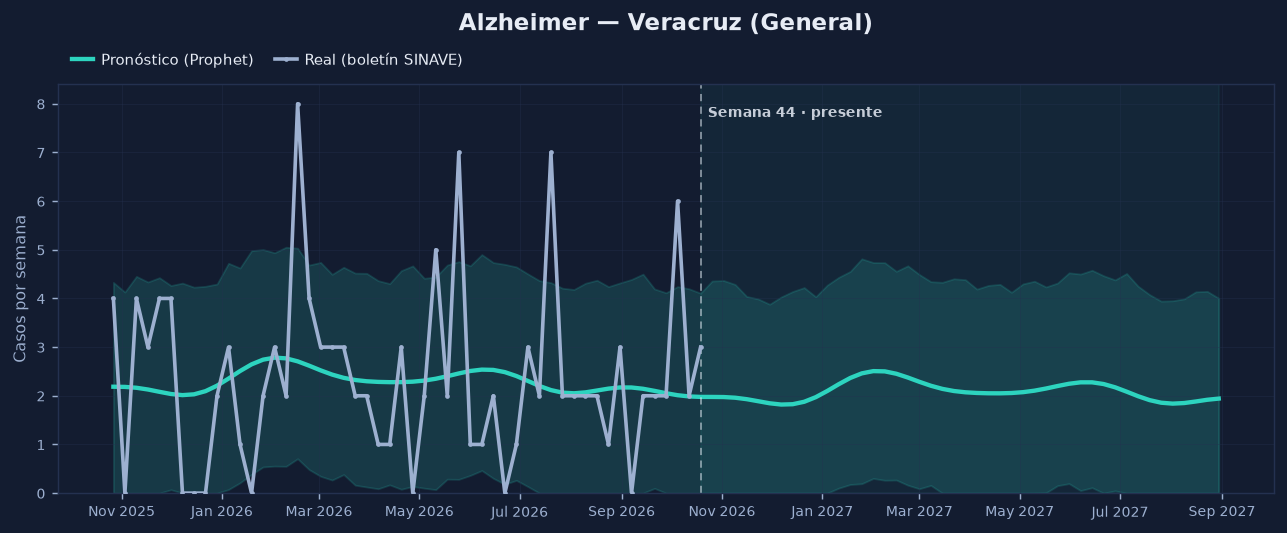 Alzheimer — Veracruz (General)
Pronóstico (Prophet) Real (boletín SINAVE)
Semana 44 · presente
Casos por semana
8
7
6
5
4
3
2
1
0
Nov 2025 Jan 2026 Mar 2026 May 2026 Jul 2026 Sep 2026 Nov 2026 Jan 2027 Mar 2027 May 2027 Jul 2027 Sep 2027